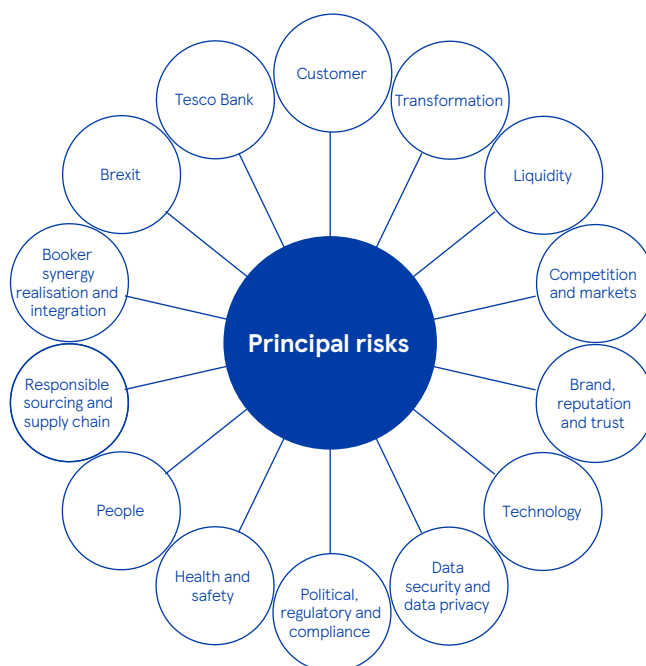 Customer
Transformation
Liquidity
Competition
and markets
Brand,
reputation
and trust
Technology
Data
security and
data privacy
Political,
regulatory and
compliance
Health and
safety
People
Responsible
sourcing and
supply chain
Booker
synergy
realisation and
integration
Brexit
Tesco Bank
Principal risks